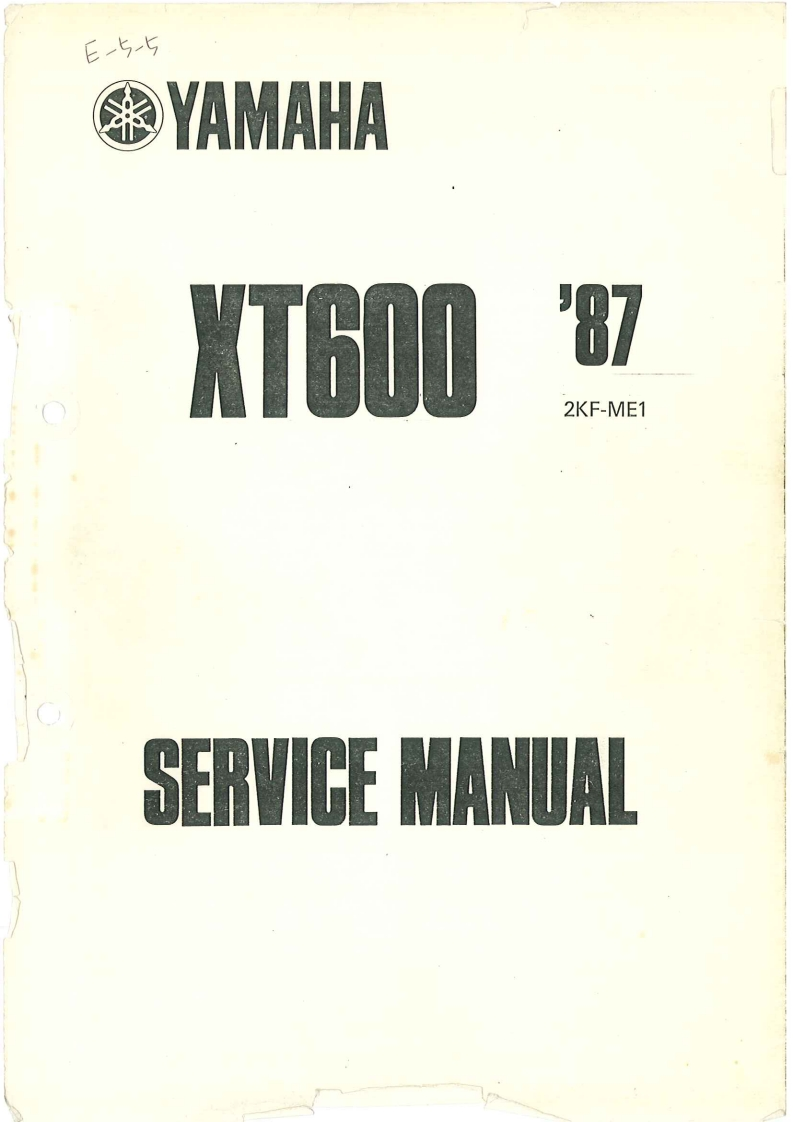 E-5-5
YAMAHA
XT600 '87
2KF-ME1
SERVICE MANUAL